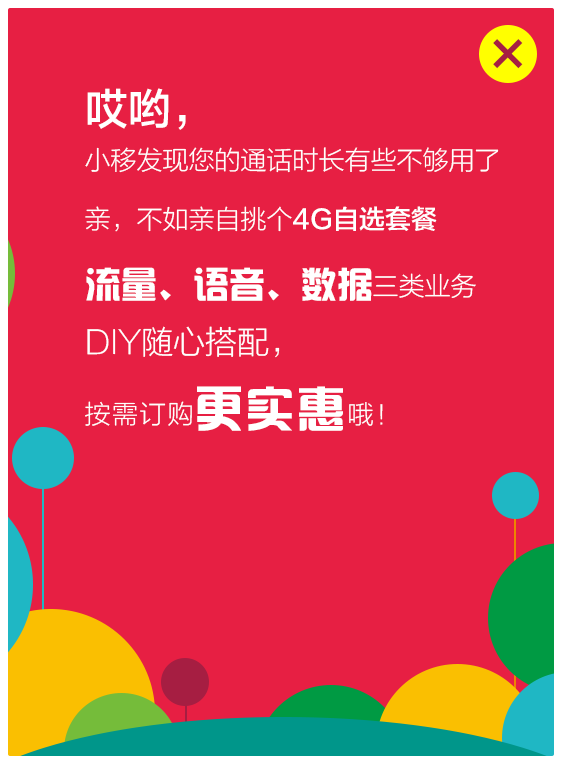 哎哟，
小移发现您的通话时长有些不够用了
亲，不如亲自挑个4G自选套餐
流量、语音、数据三类业务
DIY随心搭配，
按需订购更实惠哦！